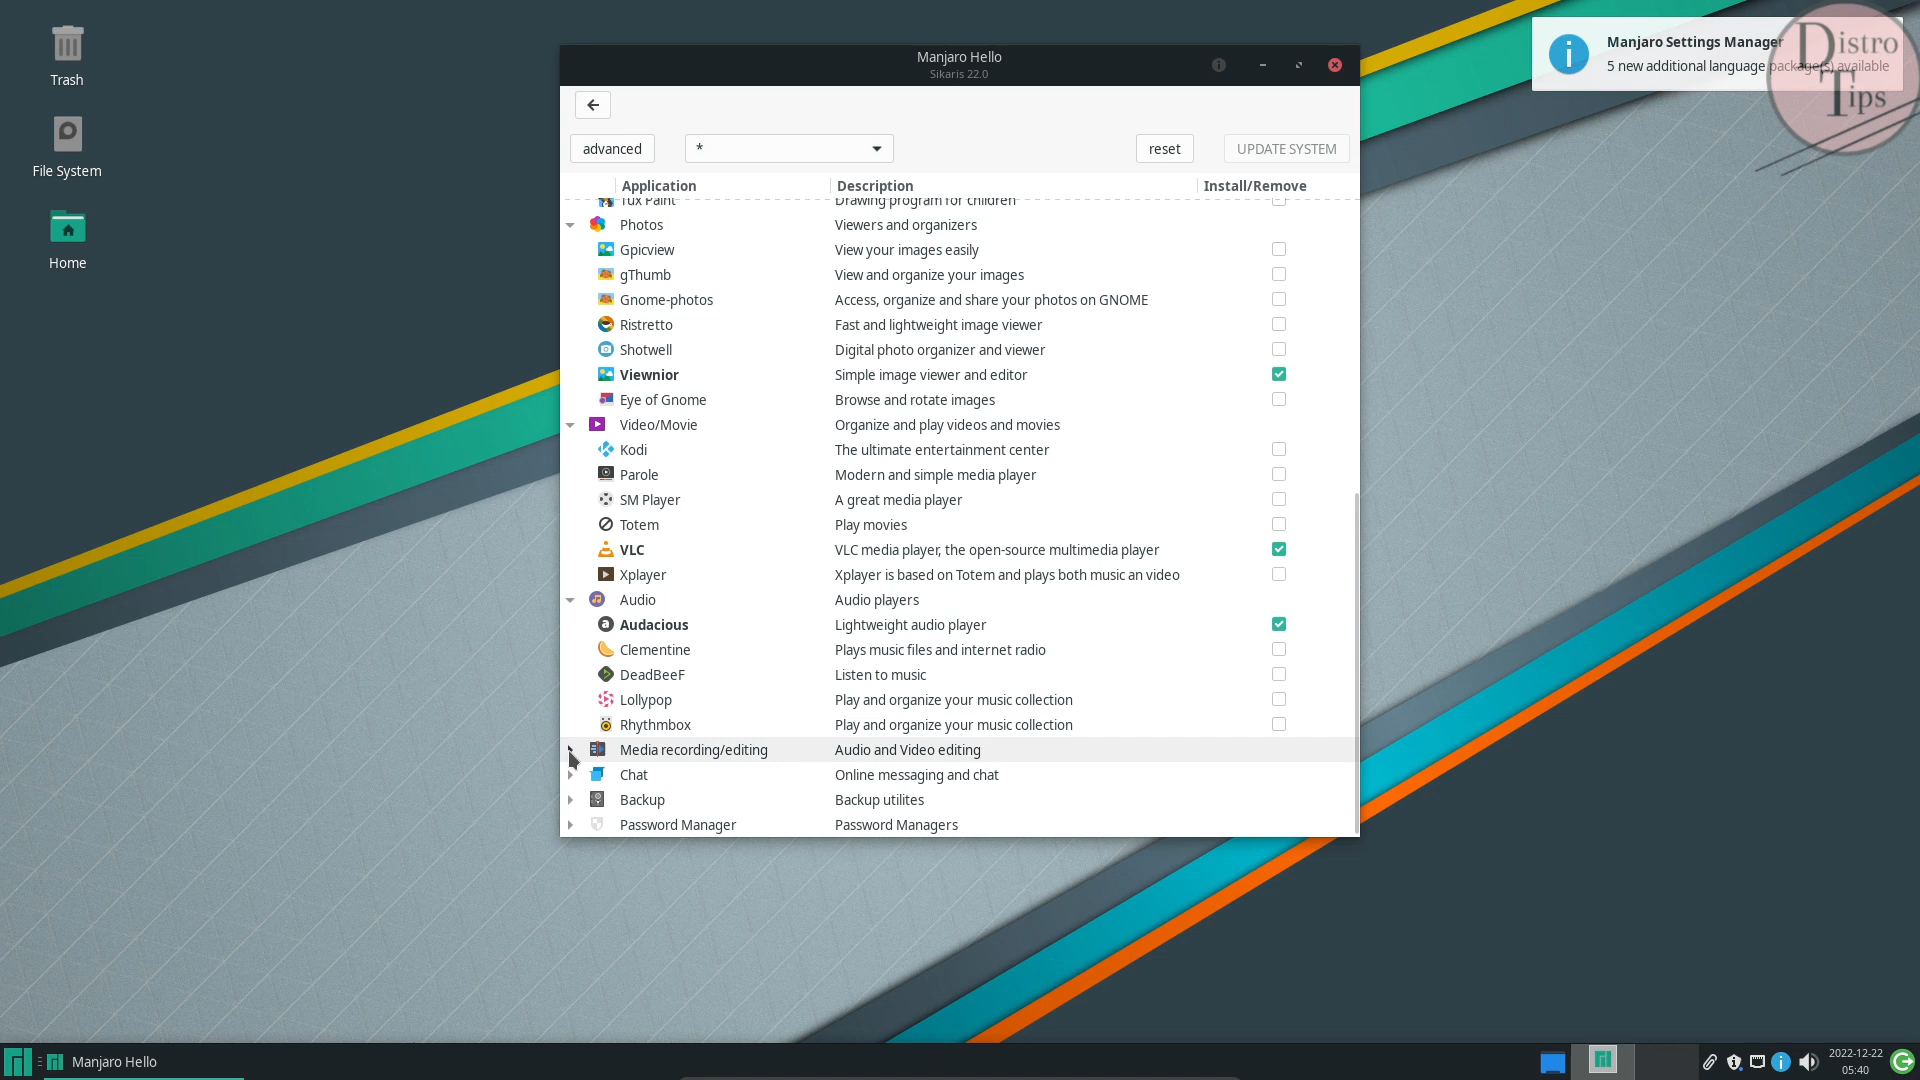 Trash
File System
Home
Manjaro Hello
Sikaris 22.0
Manjaro Settings Manager
5 new additional language package(s) available
Distro
Tips
advanced
*
reset
UPDATE SYSTEM
Application Description Install/Remove
Tux Paint Drawing program for children
Photos Viewers and organizers
Gpicview View your images easily
gThumb View and organize your images
Gnome-photos Access, organize and share your photos on GNOME
Ristretto Fast and lightweight image viewer
Shotwell Digital photo organizer and viewer
Viewnior Simple image viewer and editor
Eye of Gnome Browse and rotate images
Video/Movie Organize and play videos and movies
Kodi The ultimate entertainment center
Parole Modern and simple media player
SM Player A great media player
Totem Play movies
VLC VLC media player, the open-source multimedia player
Xplayer Xplayer is based on Totem and plays both music an video
Audio Audio players
Audacious Lightweight audio player
Clementine Plays music files and internet radio
DeadBeeF Listen to music
Lollypop Play and organize your music collection
Rhythmbox Play and organize your music collection
Media recording/editing Audio and Video editing
Chat Online messaging and chat
Backup Backup utilites
Password Manager Password Managers
Manjaro Hello
2022-12-22
05:40